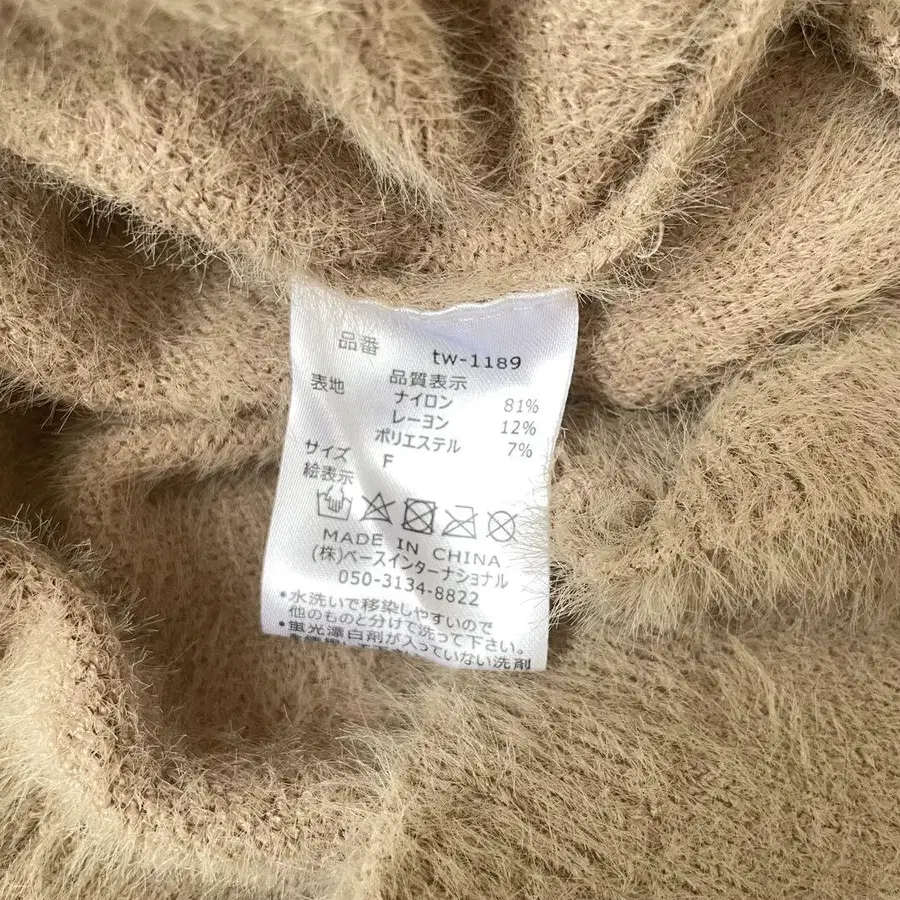 品番 tw-1189
品質表示
表地 ナイロン 81%
レーヨン 12%
ポリエステル 7%
サイズ F
絵表示
MADE IN CHINA
(株)ベースインターナショナル
050-3134-8822
•水洗いで移染しやすいので
他のものと分けて洗って下さい。
•蛍光漂白剤が入っていない洗剤